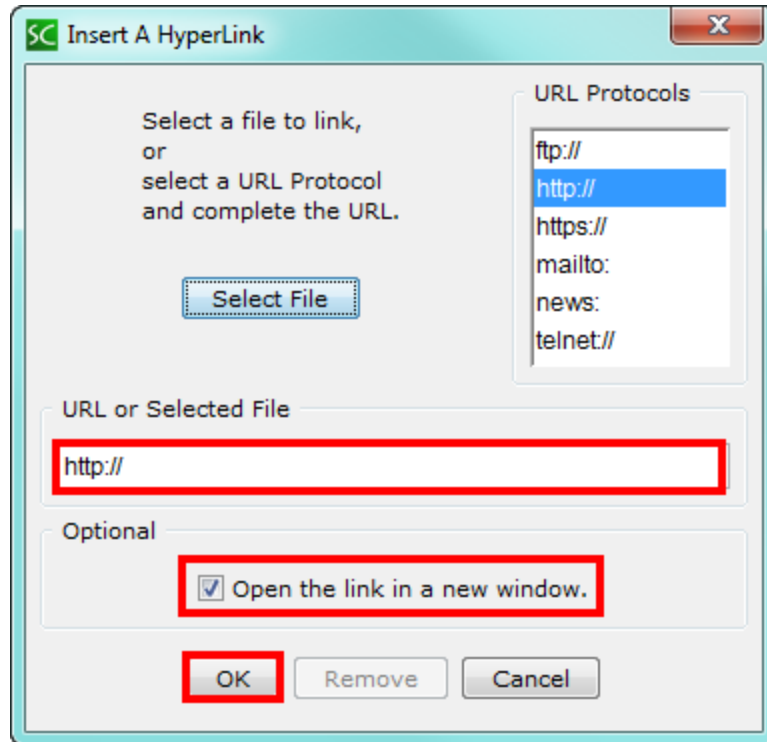 SC Insert A HyperLink
X
Select a file to link,
or
select a URL Protocol
and complete the URL.
Select File
URL Protocols
ftp://
http://
https://
mailto:
news:
telnet://
URL or Selected File
http://
Optional
Open the link in a new window.
OK Remove Cancel